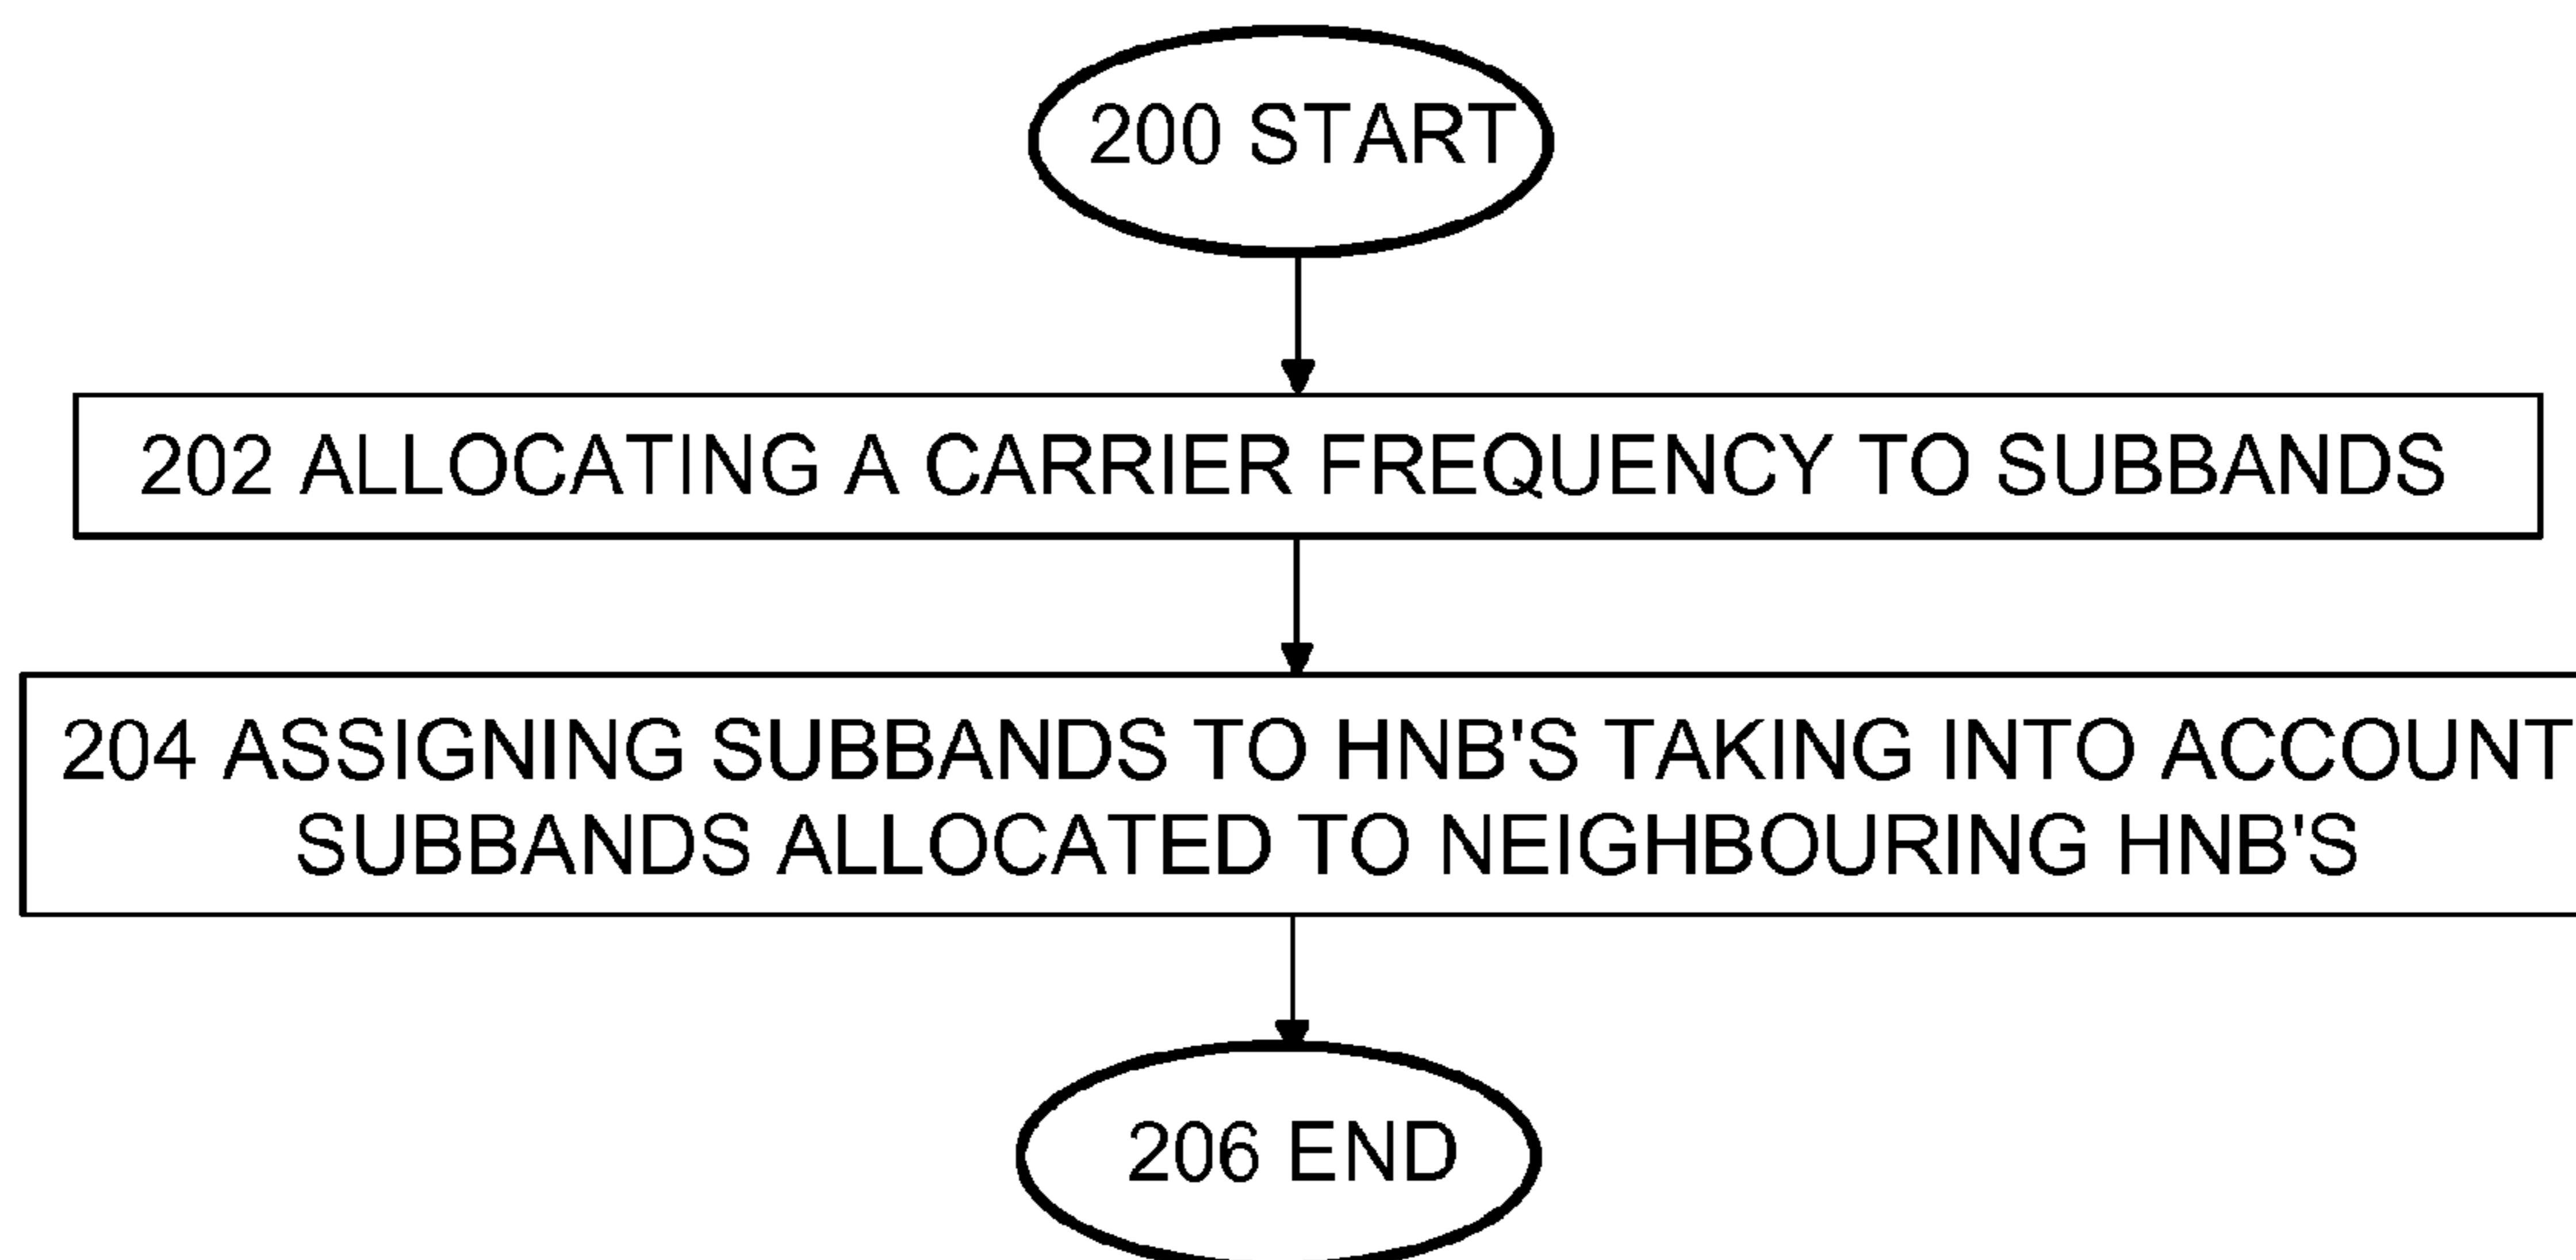 200 START
202 ALLOCATING A CARRIER FREQUENCY TO SUBBANDS
204 ASSIGNING SUBBANDS TO HNB'S TAKING INTO ACCOUNT
SUBBANDS ALLOCATED TO NEIGHBOURING HNB'S
206 END